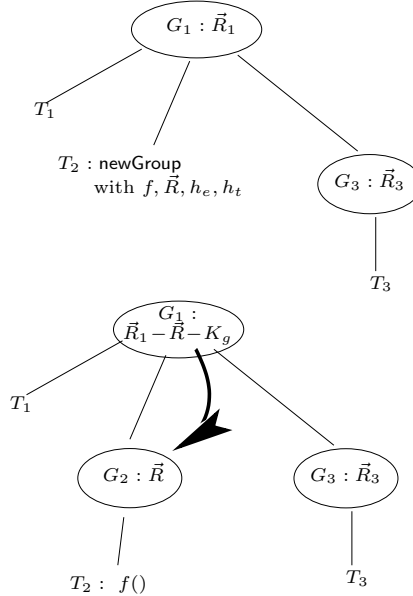 G₁ : R⃗₁
T₁
T₂ : newGroup
with f, R⃗, hₑ, hₜ
G₃ : R⃗₃
T₃
G₁ :
R⃗₁−R⃗−K_g
T₁
G₂ : R⃗
G₃ : R⃗₃
T₂ : f()
T₃